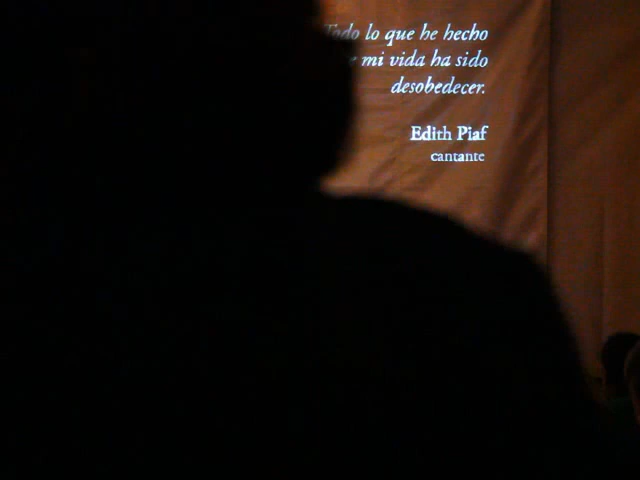 Todo lo que he hecho
mi vida ha sido
desobedecer.
Edith Piaf
cantante